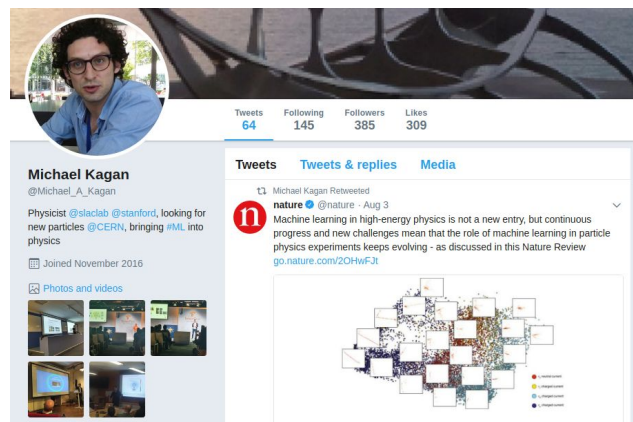 Tweets Following Followers Likes
64 145 385 309
Michael Kagan
@Michael_A_Kagan
Physicist @slaclab @stanford, looking for
new particles @CERN, bringing #ML into
physics
Joined November 2016
Photos and videos
Tweets Tweets & replies Media
Michael Kagan Retweeted
nature @nature · Aug 3
n
Machine learning in high-energy physics is not a new entry, but continuous
progress and new challenges mean that the role of machine learning in particle
physics experiments keeps evolving - as discussed in this Nature Review
go.nature.com/2OHwFJt